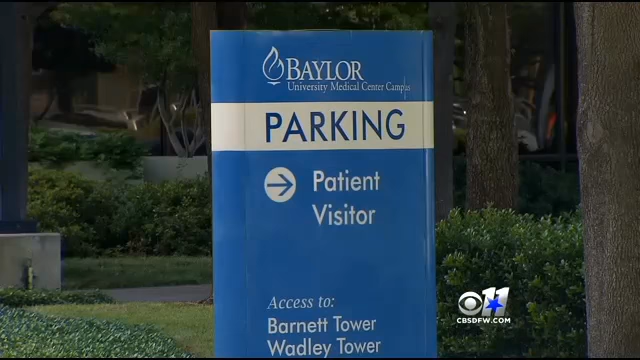 BAYLOR
University Medical Center Campus
PARKING
Patient
Visitor
Access to:
Barnett Tower
Wadley Tower
CBS 11
CBSDFW.COM